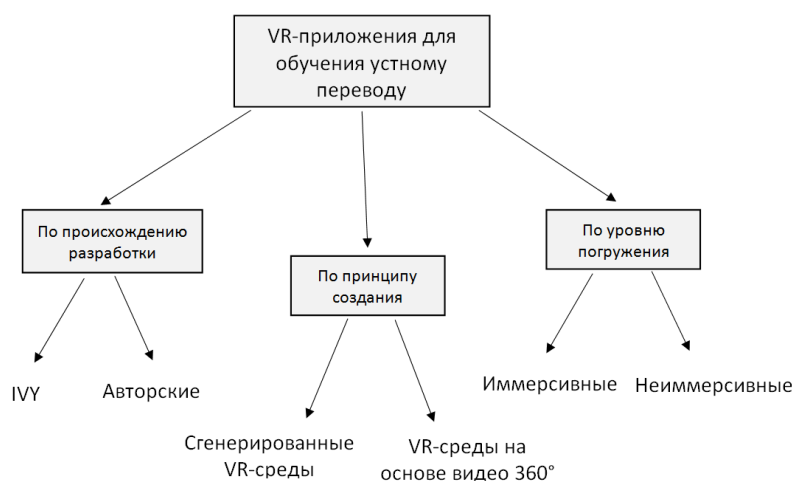 VR-приложения для
обучения устному
переводу
По происхождению
разработки
По принципу
создания
По уровню
погружения
IVY
Авторские
Сгенерированные
VR-среды
VR-среды на
основе видео 360°
Иммерсивные
Неиммерсивные